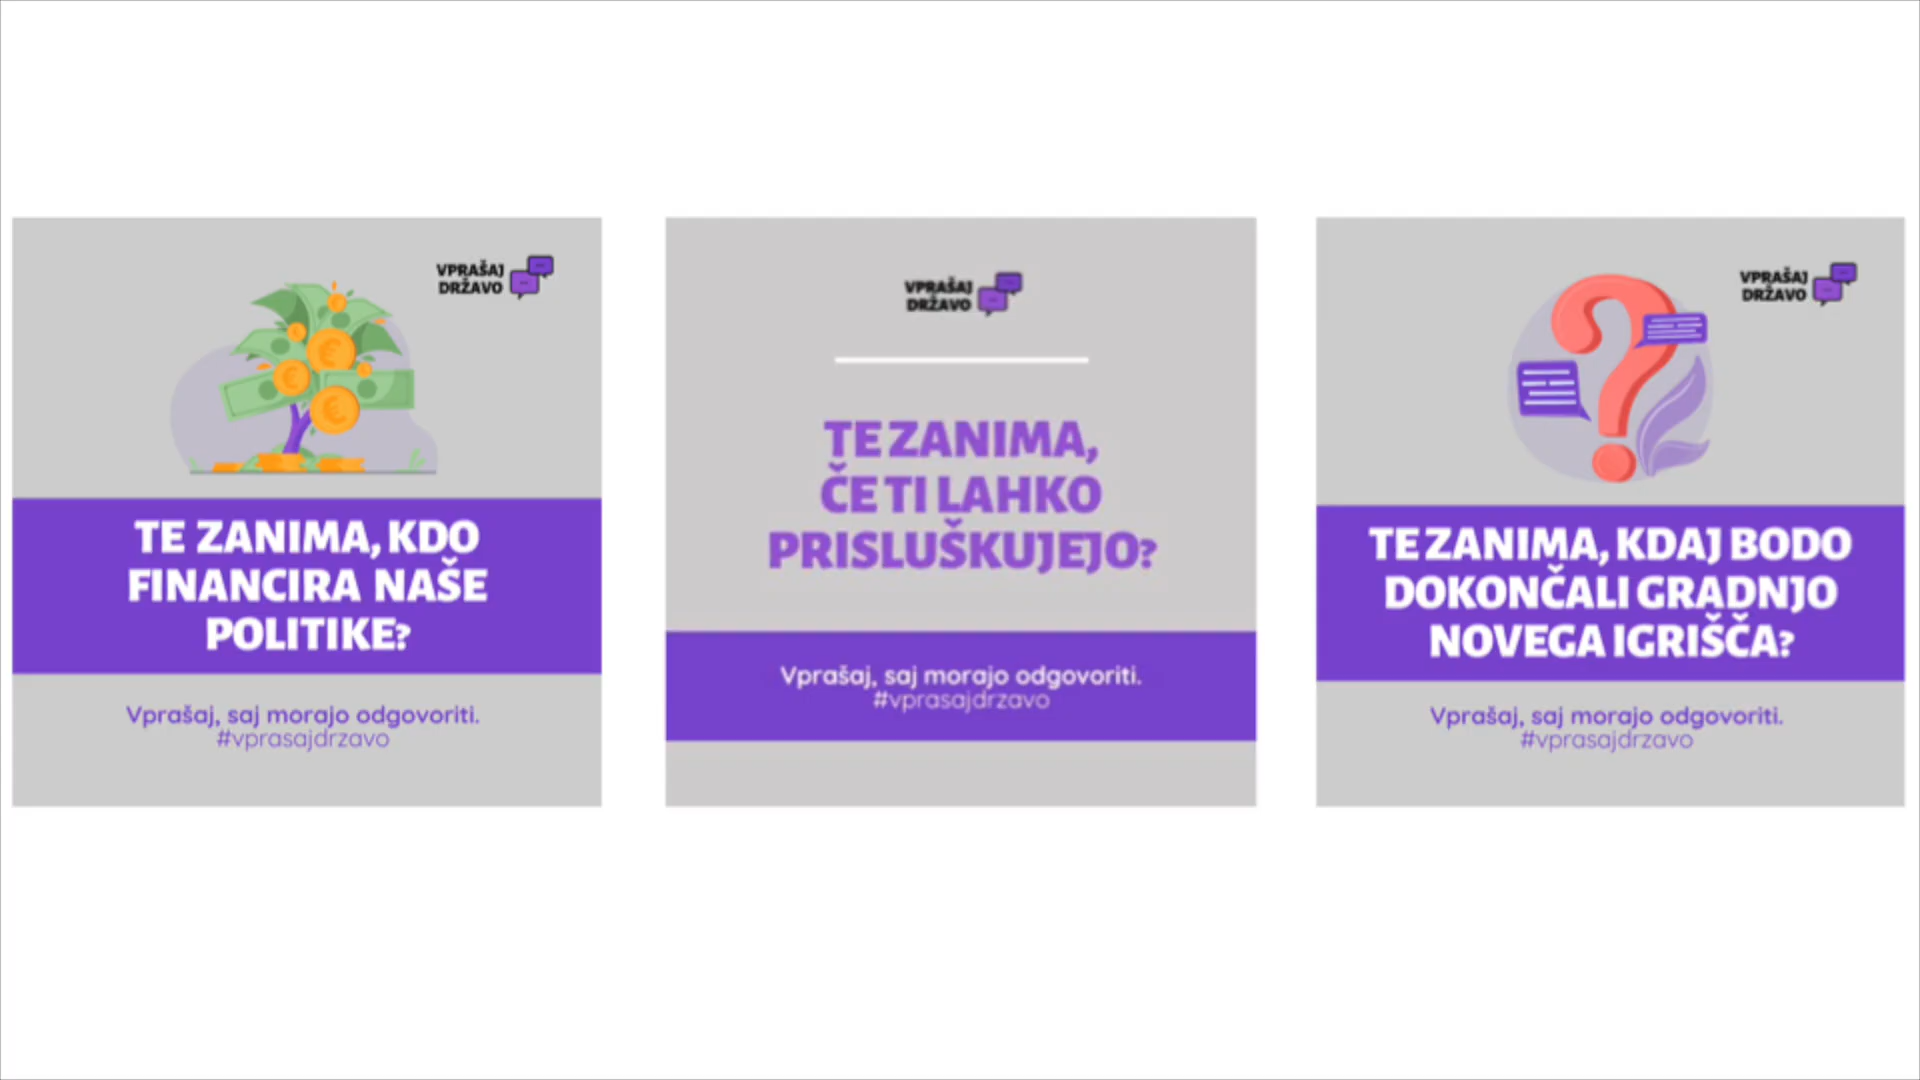 VPRAŠAJ
DRŽAVO
TE ZANIMA, KDO
FINANCIRA NAŠE
POLITIKE?
Vprašaj, saj morajo odgovoriti.
#vprasajdrzavo
VPRAŠAJ
DRŽAVO
TE ZANIMA,
ČE TI LAHKO
PRISLUŠKUJEJO?
Vprašaj, saj morajo odgovoriti.
#vprasajdrzavo
VPRAŠAJ
DRŽAVO
TE ZANIMA, KDAJ BODO
DOKONČALI GRADNJO
NOVEGA IGRIŠČA?
Vprašaj, saj morajo odgovoriti.
#vprasajdrzavo